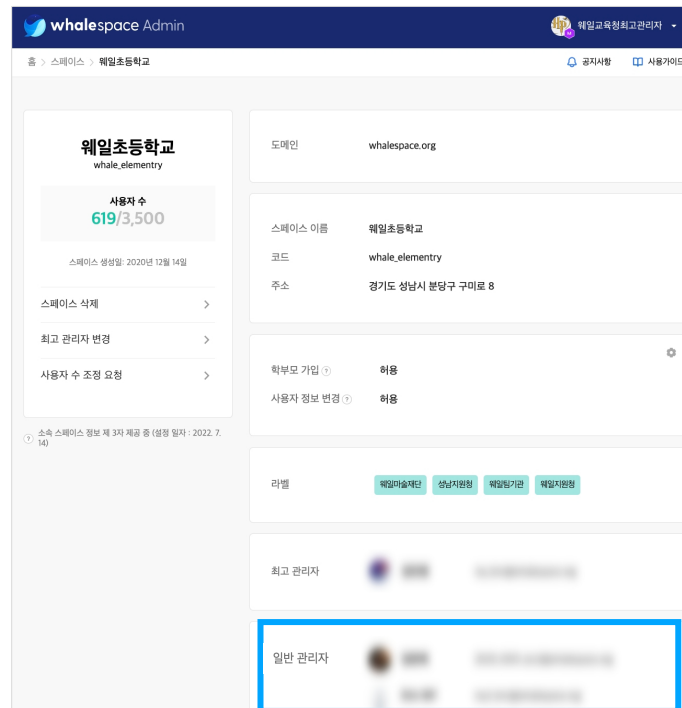 whalespace Admin
웨일교육청최고관리자
홈 > 스페이스 > 웨일초등학교
공지사항
사용가이드
웨일초등학교
whale_elementry
사용자 수
619/3,500
스페이스 생성일: 2020년 12월 14일
스페이스 삭제
최고 관리자 변경
사용자 수 조정 요청
소속 스페이스 정보 제 3자 제공 중 (설정 일자 : 2022. 7.
14)
도메인 whalespace.org
스페이스 이름 웨일초등학교
코드 whale_elementry
주소 경기도 성남시 분당구 구미로 8
학부모 가입 ? 허용
사용자 정보 변경 ? 허용
라벨 웨일마술재단 성남지원청 웨일팀기관 웨일지원청
최고 관리자
일반 관리자